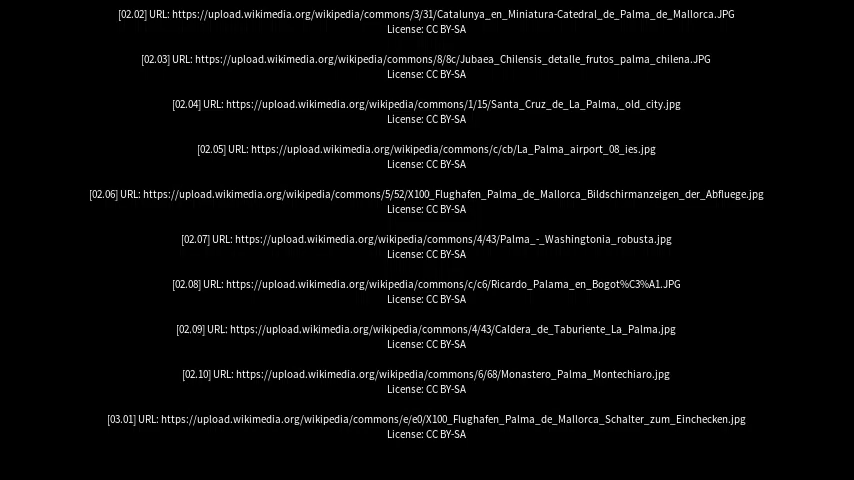 [02.02] URL: https://upload.wikimedia.org/wikipedia/commons/3/31/Catalunya_en_Miniatura-Catedral_de_Palma_de_Mallorca.JPG
License: CC BY-SA
[02.03] URL: https://upload.wikimedia.org/wikipedia/commons/8/8c/Jubaea_Chilensis_detalle_frutos_palma_chilena.JPG
License: CC BY-SA
[02.04] URL: https://upload.wikimedia.org/wikipedia/commons/1/15/Santa_Cruz_de_La_Palma,_old_city.jpg
License: CC BY-SA
[02.05] URL: https://upload.wikimedia.org/wikipedia/commons/c/cb/La_Palma_airport_08_ies.jpg
License: CC BY-SA
[02.06] URL: https://upload.wikimedia.org/wikipedia/commons/5/52/X100_Flughafen_Palma_de_Mallorca_Bildschirmanzeigen_der_Abfluege.jpg
License: CC BY-SA
[02.07] URL: https://upload.wikimedia.org/wikipedia/commons/4/43/Palma_-_Washingtonia_robusta.jpg
License: CC BY-SA
[02.08] URL: https://upload.wikimedia.org/wikipedia/commons/c/c6/Ricardo_Palama_en_Bogot%C3%A1.JPG
License: CC BY-SA
[02.09] URL: https://upload.wikimedia.org/wikipedia/commons/4/43/Caldera_de_Taburiente_La_Palma.jpg
License: CC BY-SA
[02.10] URL: https://upload.wikimedia.org/wikipedia/commons/6/68/Monastero_Palma_Montechiaro.jpg
License: CC BY-SA
[03.01] URL: https://upload.wikimedia.org/wikipedia/commons/e/e0/X100_Flughafen_Palma_de_Mallorca_Schalter_zum_Einchecken.jpg
License: CC BY-SA